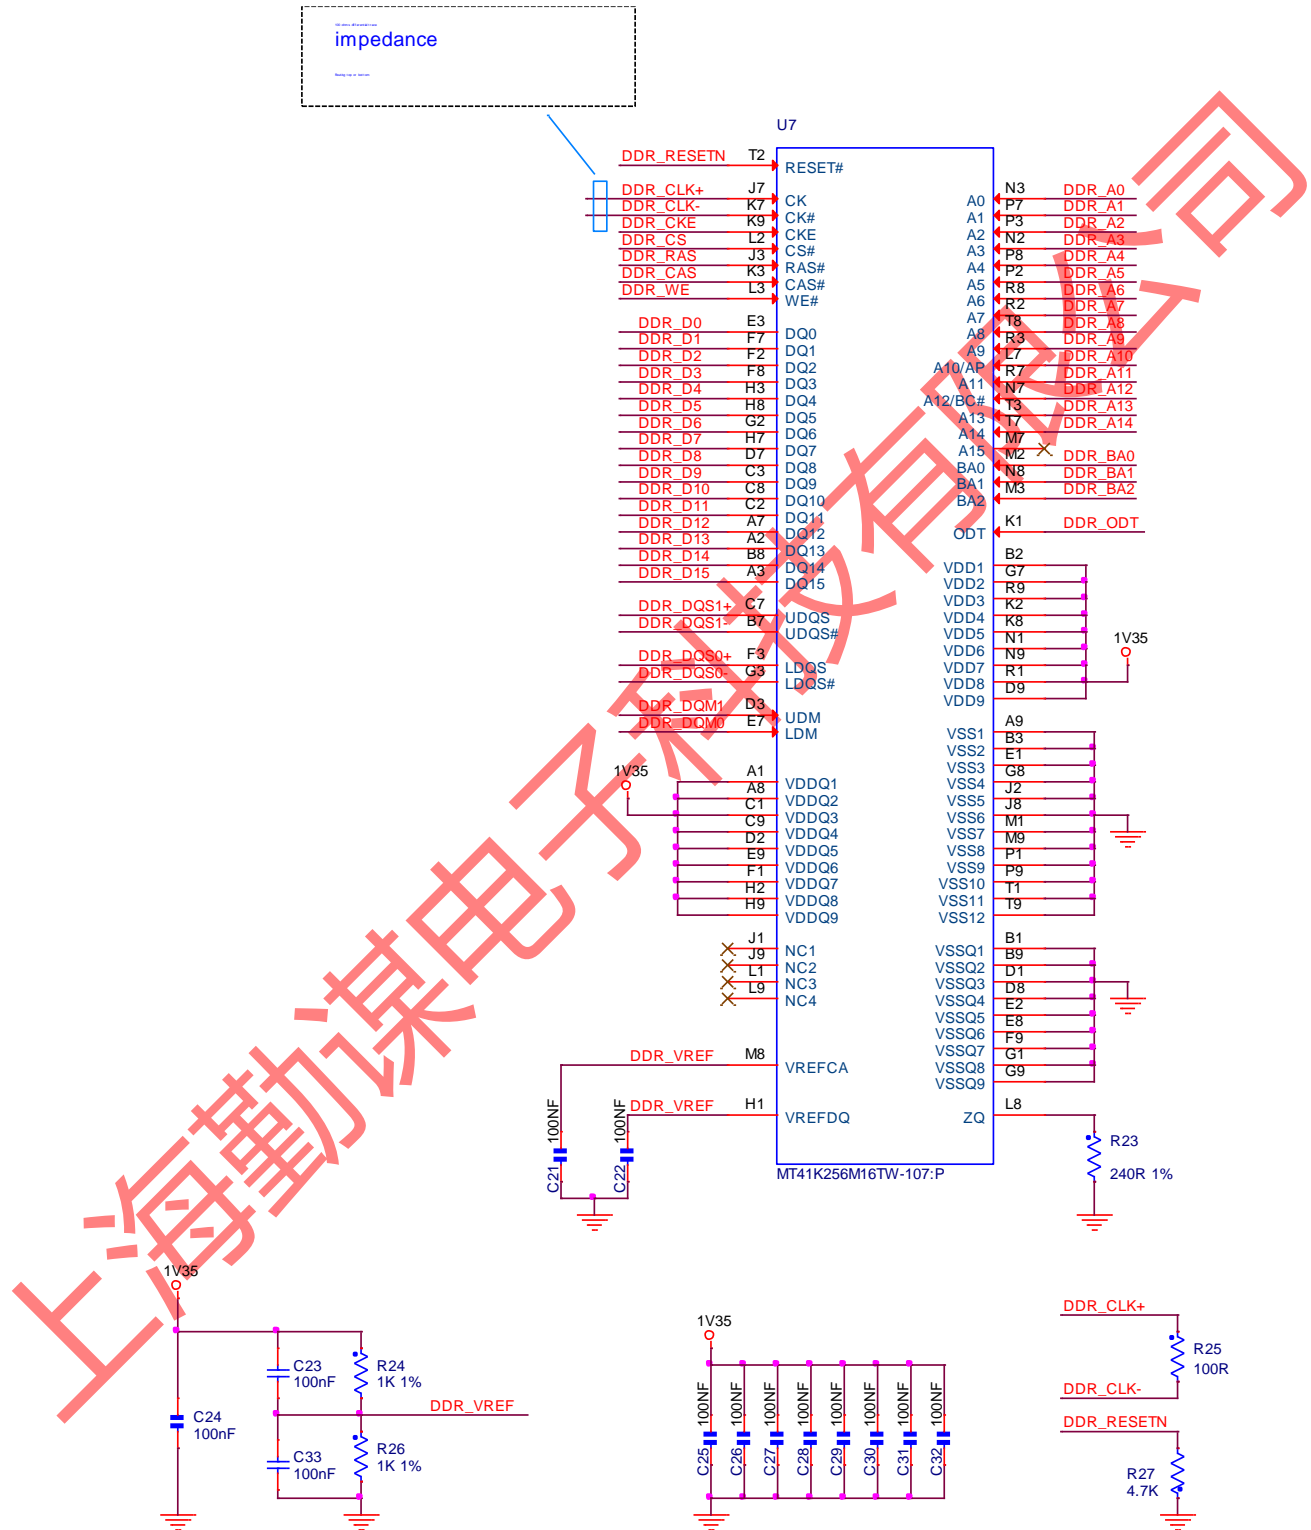 impedance
U7
DDR_RESETN T2 RESET#
DDR_CLK+ J7 CK
DDR_CLK- K7 CK#
DDR_CKE K9 CKE
DDR_CS L2 CS#
DDR_RAS J3 RAS#
DDR_CAS K3 CAS#
DDR_WE L3 WE#
DDR_D0 E3 DQ0
DDR_D1 F7 DQ1
DDR_D2 F2 DQ2
DDR_D3 F8 DQ3
DDR_D4 H3 DQ4
DDR_D5 H8 DQ5
DDR_D6 G2 DQ6
DDR_D7 H7 DQ7
DDR_D8 D7 DQ8
DDR_D9 C3 DQ9
DDR_D10 C8 DQ10
DDR_D11 C2 DQ11
DDR_D12 A7 DQ12
DDR_D13 A2 DQ13
DDR_D14 B8 DQ14
DDR_D15 A3 DQ15
DDR_DQS1+ C7 UDQS
DDR_DQS1- B7 UDQS#
DDR_DQS0+ F3 LDQS
DDR_DQS0- G3 LDQS#
DDR_DQM1 D3 UDM
DDR_DQM0 E7 LDM
1V35
A1 VDDQ1
A8 VDDQ2
C1 VDDQ3
C9 VDDQ4
D2 VDDQ5
E9 VDDQ6
F1 VDDQ7
H2 VDDQ8
H9 VDDQ9
J1 NC1
J9 NC2
L1 NC3
L9 NC4
DDR_VREF M8 VREFCA
DDR_VREF H1 VREFDQ
C21 100NF
C22 100NF
A0 N3 DDR_A0
A1 P7 DDR_A1
A2 P3 DDR_A2
A3 N2 DDR_A3
A4 P8 DDR_A4
A5 P2 DDR_A5
A6 R8 DDR_A6
A7 R2 DDR_A7
A8 T8 DDR_A8
A9 R3 DDR_A9
A10/AP L7 DDR_A10
A11 R7 DDR_A11
A12/BC# N7 DDR_A12
A13 T3 DDR_A13
A14 T7 DDR_A14
A15 M7
BA0 M2 DDR_BA0
BA1 N8 DDR_BA1
BA2 M3 DDR_BA2
ODT K1 DDR_ODT
VDD1 B2
VDD2 G7
VDD3 R9
VDD4 K2
VDD5 K8
VDD6 N1
VDD7 N9
VDD8 R1
VDD9 D9
1V35
VSS1 A9
VSS2 B3
VSS3 E1
VSS4 G8
VSS5 J2
VSS6 J8
VSS7 M1
VSS8 M9
VSS9 P1
VSS10 P9
VSS11 T1
VSS12 T9
VSSQ1 B1
VSSQ2 B9
VSSQ3 D1
VSSQ4 D8
VSSQ5 E2
VSSQ6 E8
VSSQ7 F9
VSSQ8 G1
VSSQ9 G9
ZQ L8
R23
240R 1%
MT41K256M16TW-107:P
上海勤谋电子科技有限公司
1V35
C24
100nF
C23
100nF
R24
1K 1%
DDR_VREF
C33
100nF
R26
1K 1%
1V35
C25 100NF
C26 100NF
C27 100NF
C28 100NF
C29 100NF
C30 100NF
C31 100NF
C32 100NF
DDR_CLK+
R25
100R
DDR_CLK-
DDR_RESETN
R27
4.7K